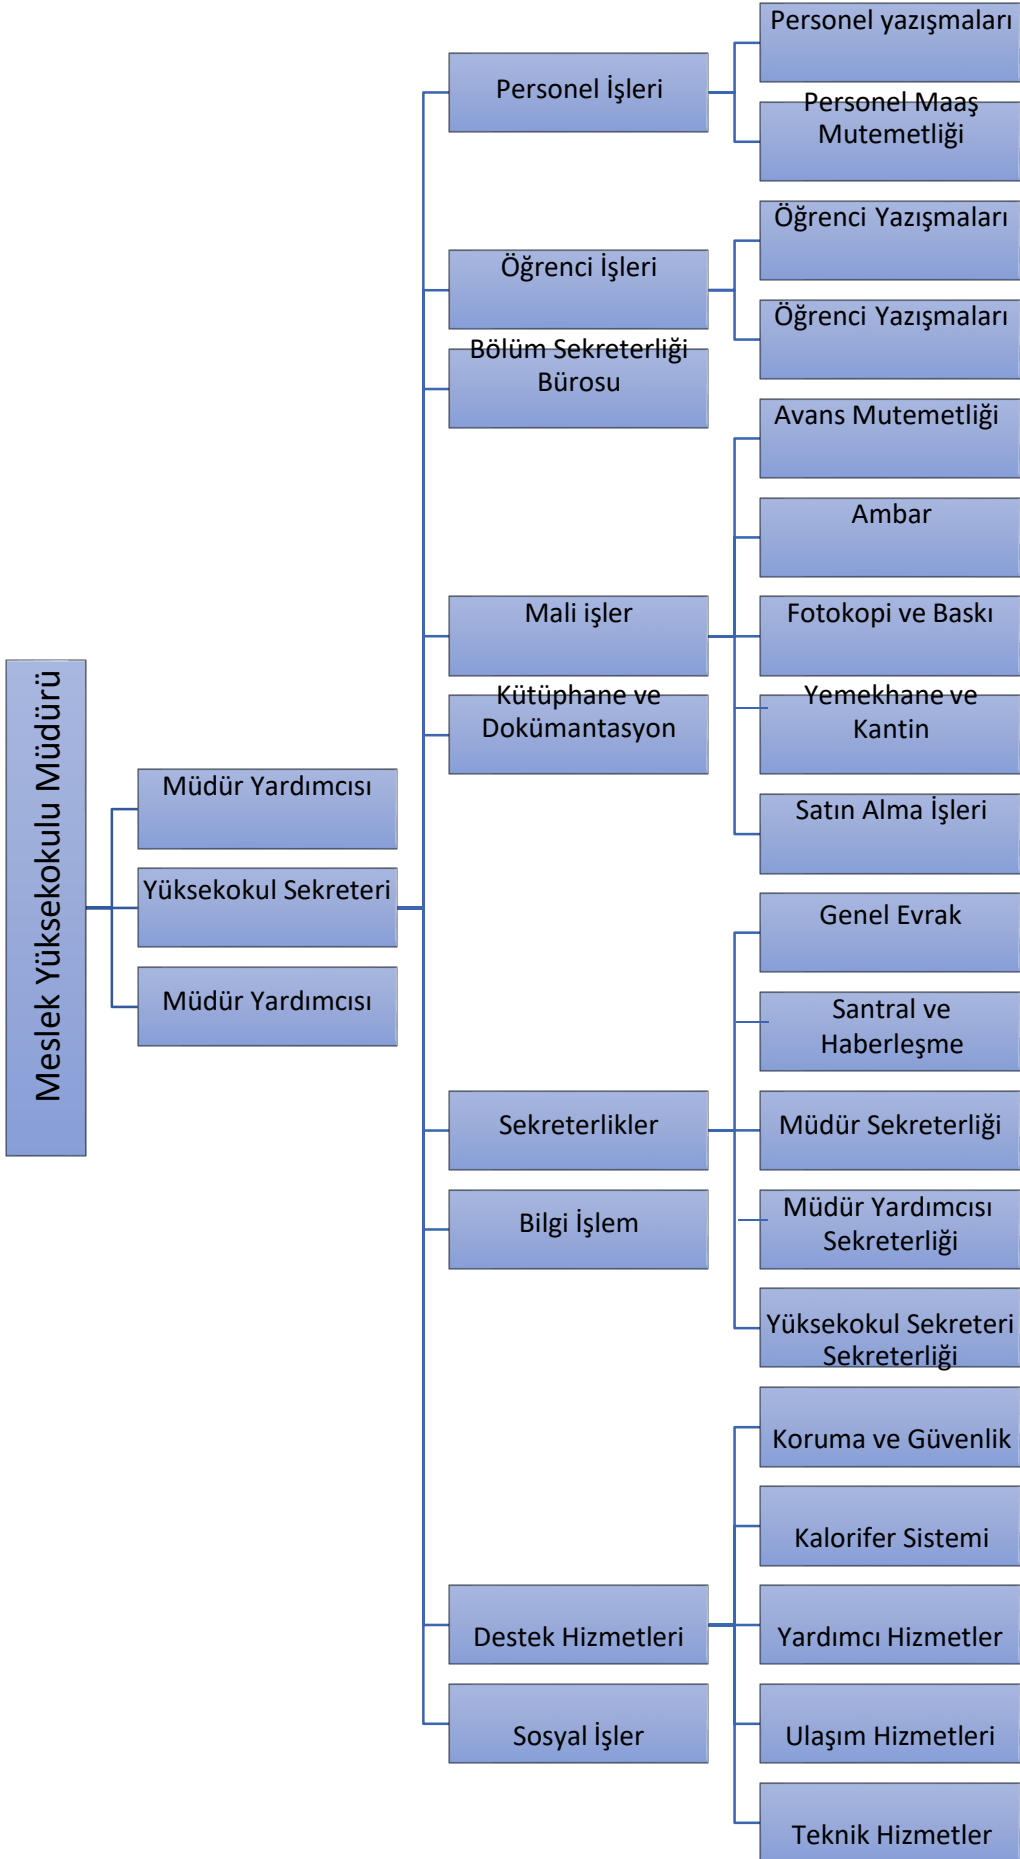 Meslek Yüksekokulu Müdürü
Müdür Yardımcısı
Yüksekokul Sekreteri
Müdür Yardımcısı
Personel İşleri
Personel yazışmaları
Personel Maaş
Mutemetliği
Öğrenci İşleri
Öğrenci Yazışmaları
Öğrenci Yazışmaları
Bölüm Sekreterliği
Bürosu
Mali işler
Avans Mutemetliği
Ambar
Fotokopi ve Baskı
Yemekhane ve
Kantin
Satın Alma İşleri
Kütüphane ve
Dokümantasyon
Sekreterlikler
Genel Evrak
Santral ve
Haberleşme
Müdür Sekreterliği
Müdür Yardımcısı
Sekreterliği
Yüksekokul Sekreteri
Sekreterliği
Bilgi İşlem
Destek Hizmetleri
Koruma ve Güvenlik
Kalorifer Sistemi
Yardımcı Hizmetler
Ulaşım Hizmetleri
Teknik Hizmetler
Sosyal İşler